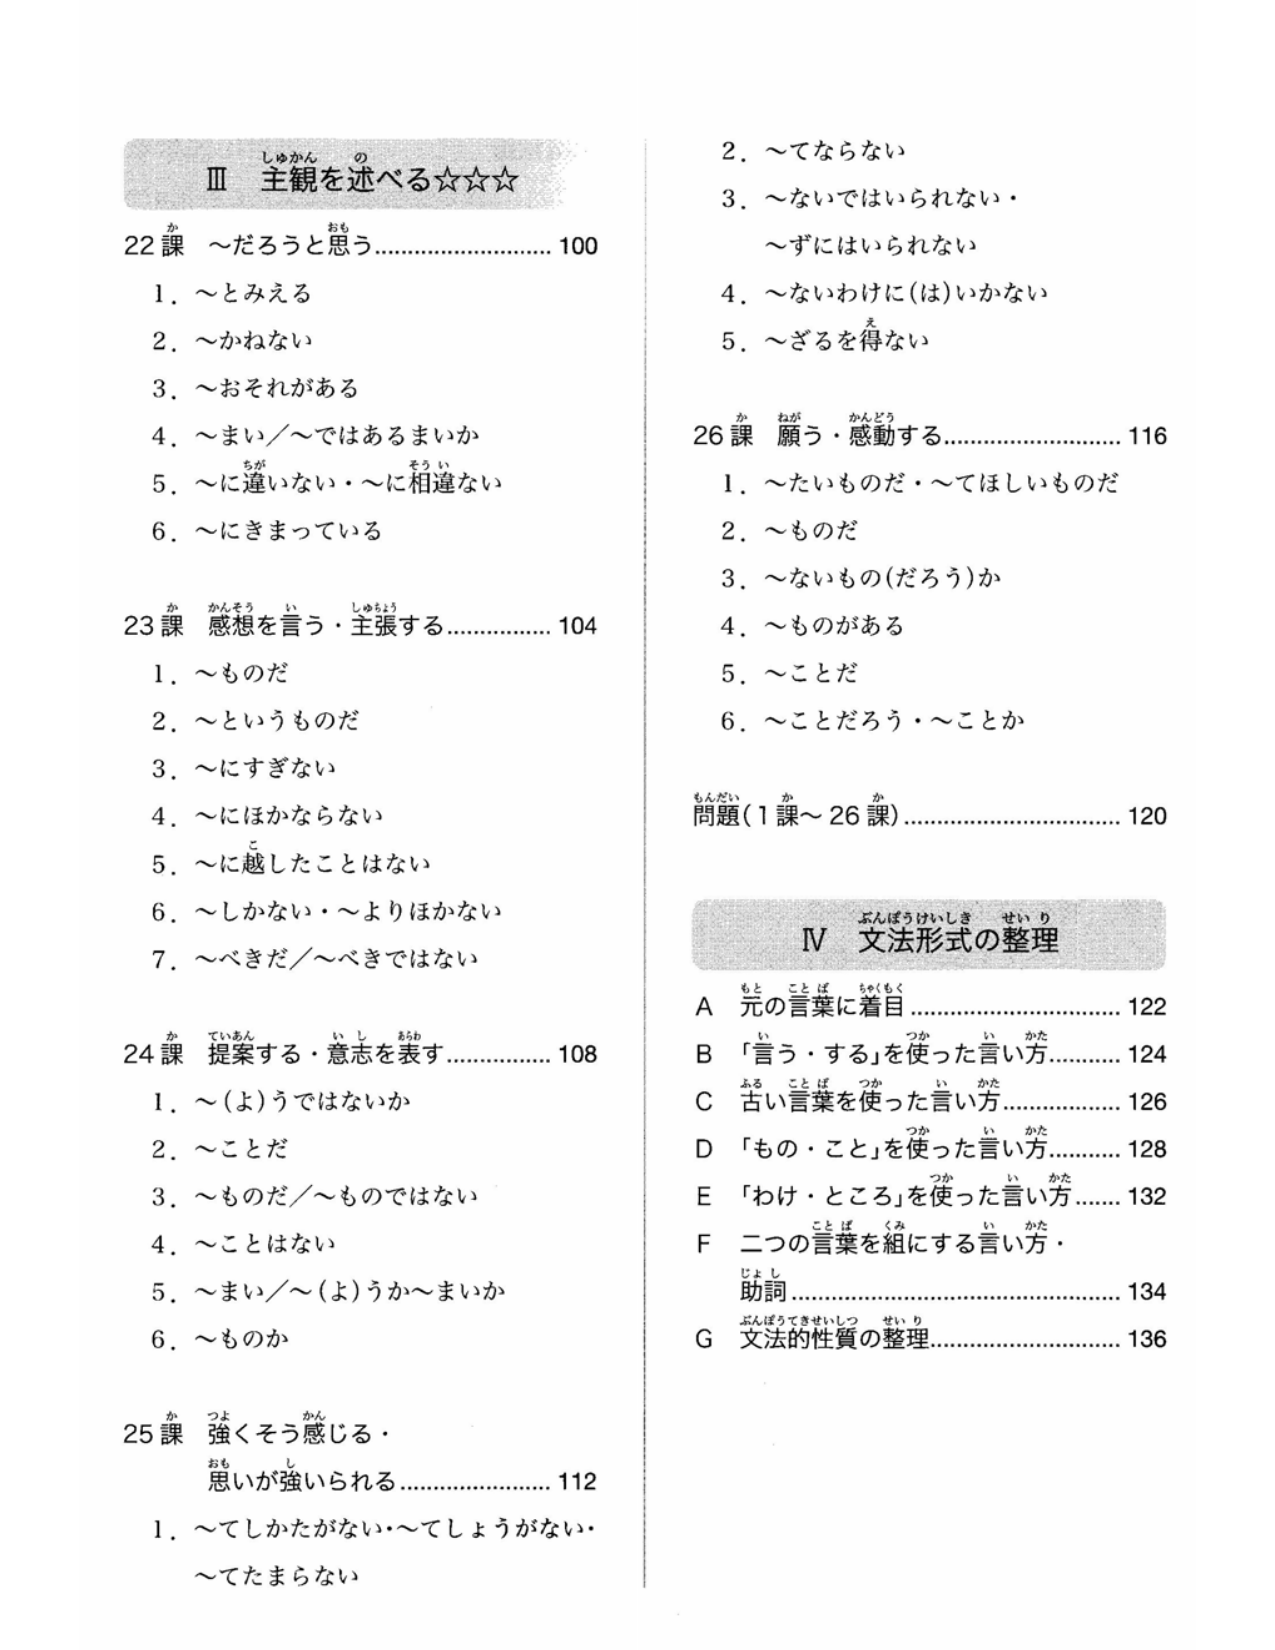 Ⅲ 主観を述べる☆☆☆
22課 ～だろうと思う........................... 100
1．～とみえる
2．～かねない
3．～おそれがある
4．～まい／～ではあるまいか
5．～に違いない・～に相違ない
6．～にきまっている
23課 感想を言う・主張する................ 104
1．～ものだ
2．～というものだ
3．～にすぎない
4．～にほかならない
5．～に越したことはない
6．～しかない・～よりほかない
7．～べきだ／～べきではない
24課 提案する・意志を表す................ 108
1．～(よ)うではないか
2．～ことだ
3．～ものだ／～ものではない
4．～ことはない
5．～まい／～(よ)うか～まいか
6．～ものか
25課 強くそう感じる・
思いが強いられる....................... 112
1．～てしかたがない・～てしょうがない・
～てたまらない
2．～てならない
3．～ないではいられない・
～ずにはいられない
4．～ないわけに(は)いかない
5．～ざるを得ない
26課 願う・感動する........................... 116
1．～たいものだ・～てほしいものだ
2．～ものだ
3．～ないもの(だろう)か
4．～ものがある
5．～ことだ
6．～ことだろう・～ことか
問題(1課～26課)................................. 120
Ⅳ 文法形式の整理
A 元の言葉に着目................................ 122
B 「言う・する」を使った言い方........... 124
C 古い言葉を使った言い方.................. 126
D 「もの・こと」を使った言い方........... 128
E 「わけ・ところ」を使った言い方....... 132
F 二つの言葉を組にする言い方・
助詞.................................................. 134
G 文法的性質の整理............................. 136